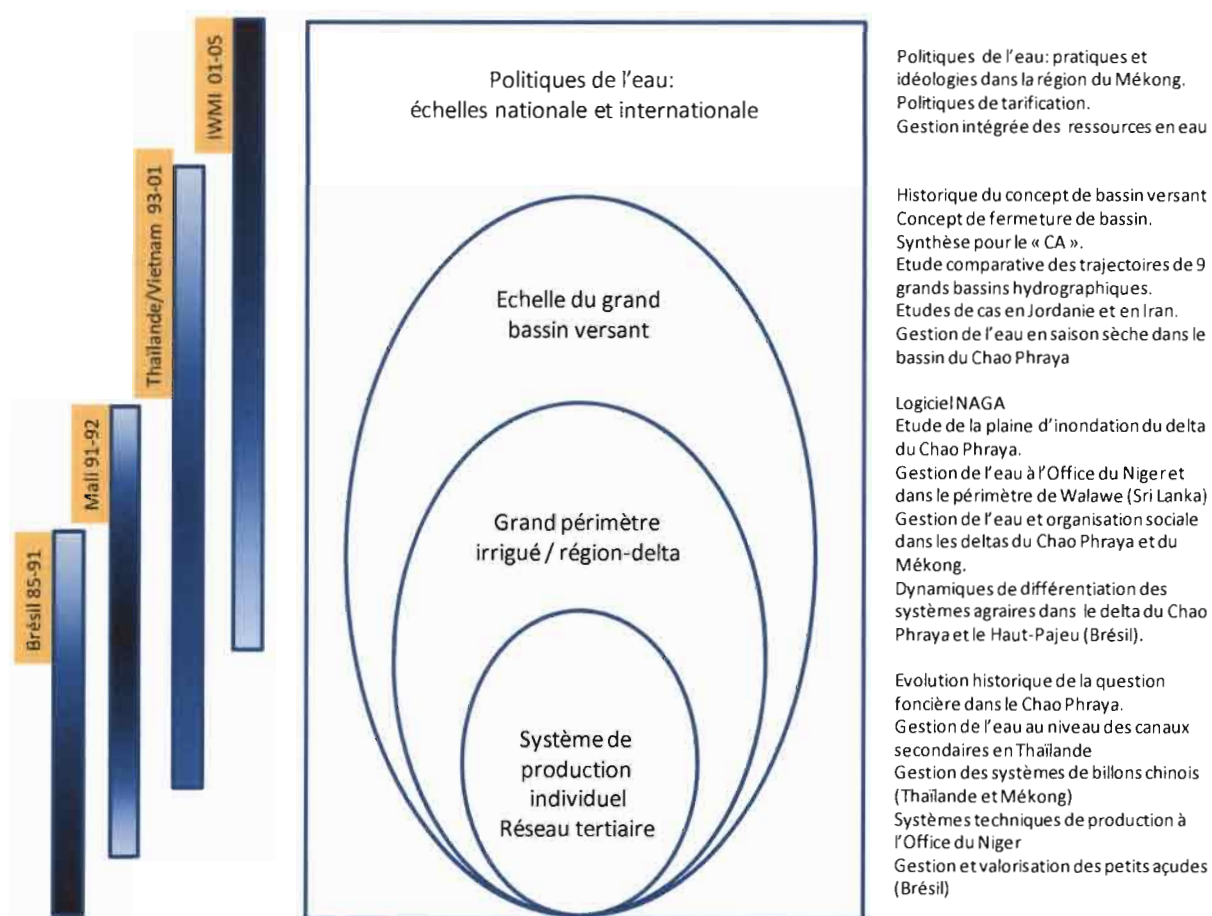 IWMI 01-05
Thaïlande/Vietnam 93-01
Mali 91-92
Brésil 85-91
Politiques de l'eau:
échelles nationale et internationale
Echelle du grand
bassin versant
Grand périmètre
irrigué / région-delta
Système de
production
individuel
Réseau tertiaire
Politiques de l'eau: pratiques et
idéologies dans la région du Mékong.
Politiques de tarification.
Gestion intégrée des ressources en eau
Historique du concept de bassin versant
Concept de fermeture de bassin.
Synthèse pour le « CA ».
Etude comparative des trajectoires de 9
grands bassins hydrographiques.
Etudes de cas en Jordanie et en Iran.
Gestion de l'eau en saison sèche dans le
bassin du Chao Phraya
Logiciel NAGA
Etude de la plaine d'inondation du delta
du Chao Phraya.
Gestion de l'eau à l'Office du Niger et
dans le périmètre de Walawe (Sri Lanka)
Gestion de l'eau et organisation sociale
dans les deltas du Chao Phraya et du
Mékong.
Dynamiques de différentiation des
systèmes agraires dans le delta du Chao
Phraya et le Haut-Pajeu (Brésil).
Evolution historique de la question
foncière dans le Chao Phraya.
Gestion de l'eau au niveau des canaux
secondaires en Thaïlande
Gestion des systèmes de billons chinois
(Thaïlande et Mékong)
Systèmes techniques de production à
l'Office du Niger
Gestion et valorisation des petits açudes
(Brésil)